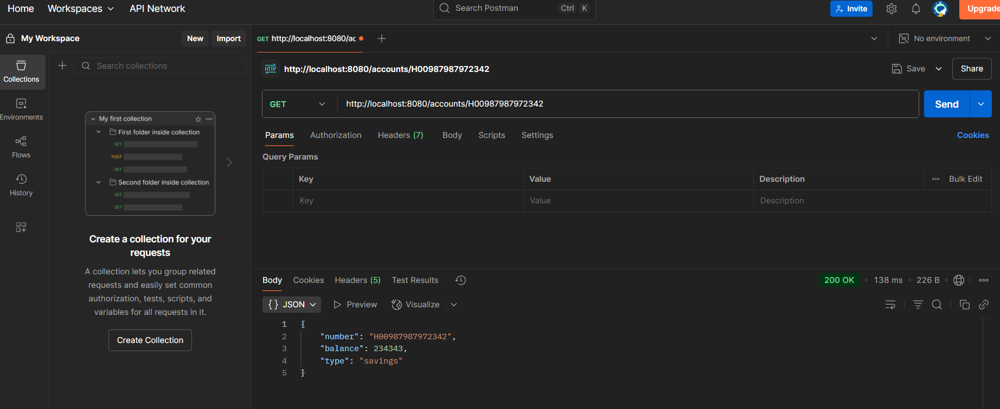 Home Workspaces API Network Search Postman Ctrl K Invite Upgrade
My Workspace New Import GET http://localhost:8080/ac No environment
Search collections
HTTP http://localhost:8080/accounts/H00987987972342 Save Share
Collections
Environments
Flows
History
GET http://localhost:8080/accounts/H00987987972342 Send
Params Authorization Headers (7) Body Scripts Settings Cookies
Query Params
Key Value Description Bulk Edit
Key Value Description
My first collection
First folder inside collection
GET
POST
GET
Second folder inside collection
GET
GET
Create a collection for your
requests
A collection lets you group related
requests and easily set common
authorization, tests, scripts, and
variables for all requests in it.
Create Collection
Body Cookies Headers (5) Test Results 200 OK 138 ms 226 B
{} JSON Preview Visualize
1 {
2 "number": "H00987987972342",
3 "balance": 234343,
4 "type": "savings"
5 }